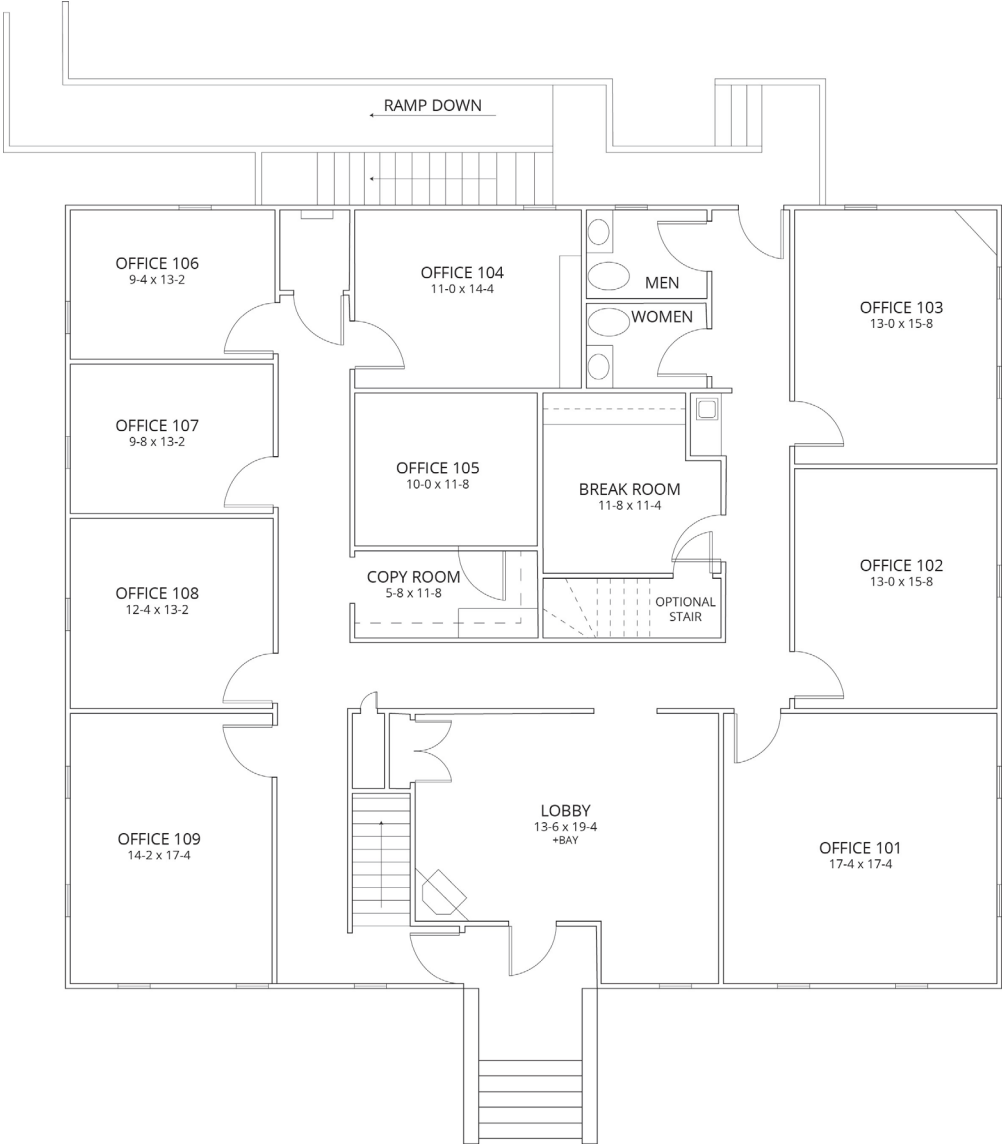 RAMP DOWN
OFFICE 106
9-4 x 13-2
OFFICE 104
11-0 x 14-4
MEN
WOMEN
OFFICE 103
13-0 x 15-8
OFFICE 107
9-8 x 13-2
OFFICE 105
10-0 x 11-8
BREAK ROOM
11-8 x 11-4
OFFICE 108
12-4 x 13-2
COPY ROOM
5-8 x 11-8
OPTIONAL
STAIR
OFFICE 102
13-0 x 15-8
OFFICE 109
14-2 x 17-4
LOBBY
13-6 x 19-4
+BAY
OFFICE 101
17-4 x 17-4